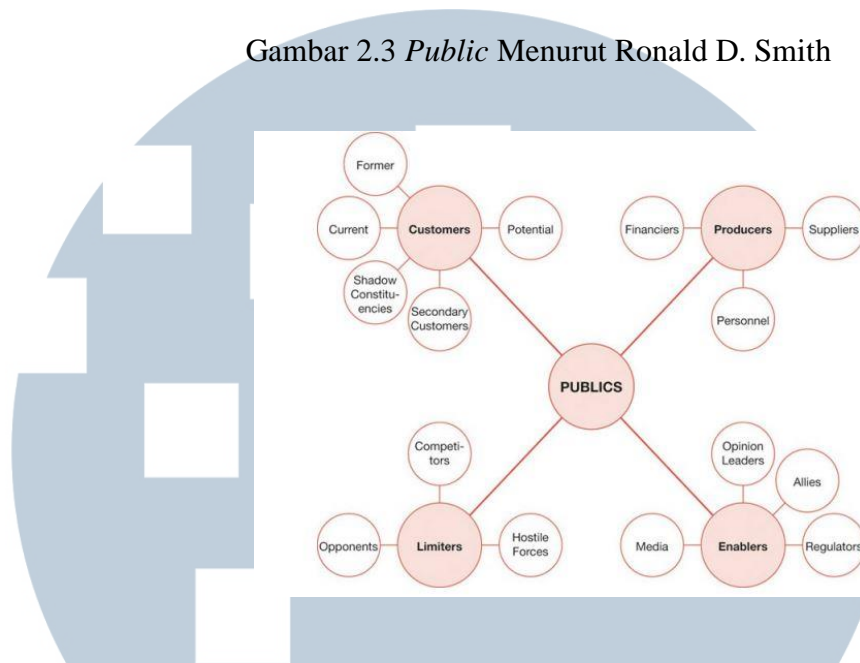 Gambar 2.3 Public Menurut Ronald D. Smith
Former
Current
Customers
Potential
Shadow
Constitu-
encies
Secondary
Customers
Financiers
Producers
Suppliers
Personnel
PUBLICS
Competi-
tors
Opponents
Limiters
Hostile
Forces
Opinion
Leaders
Allies
Media
Enablers
Regulators